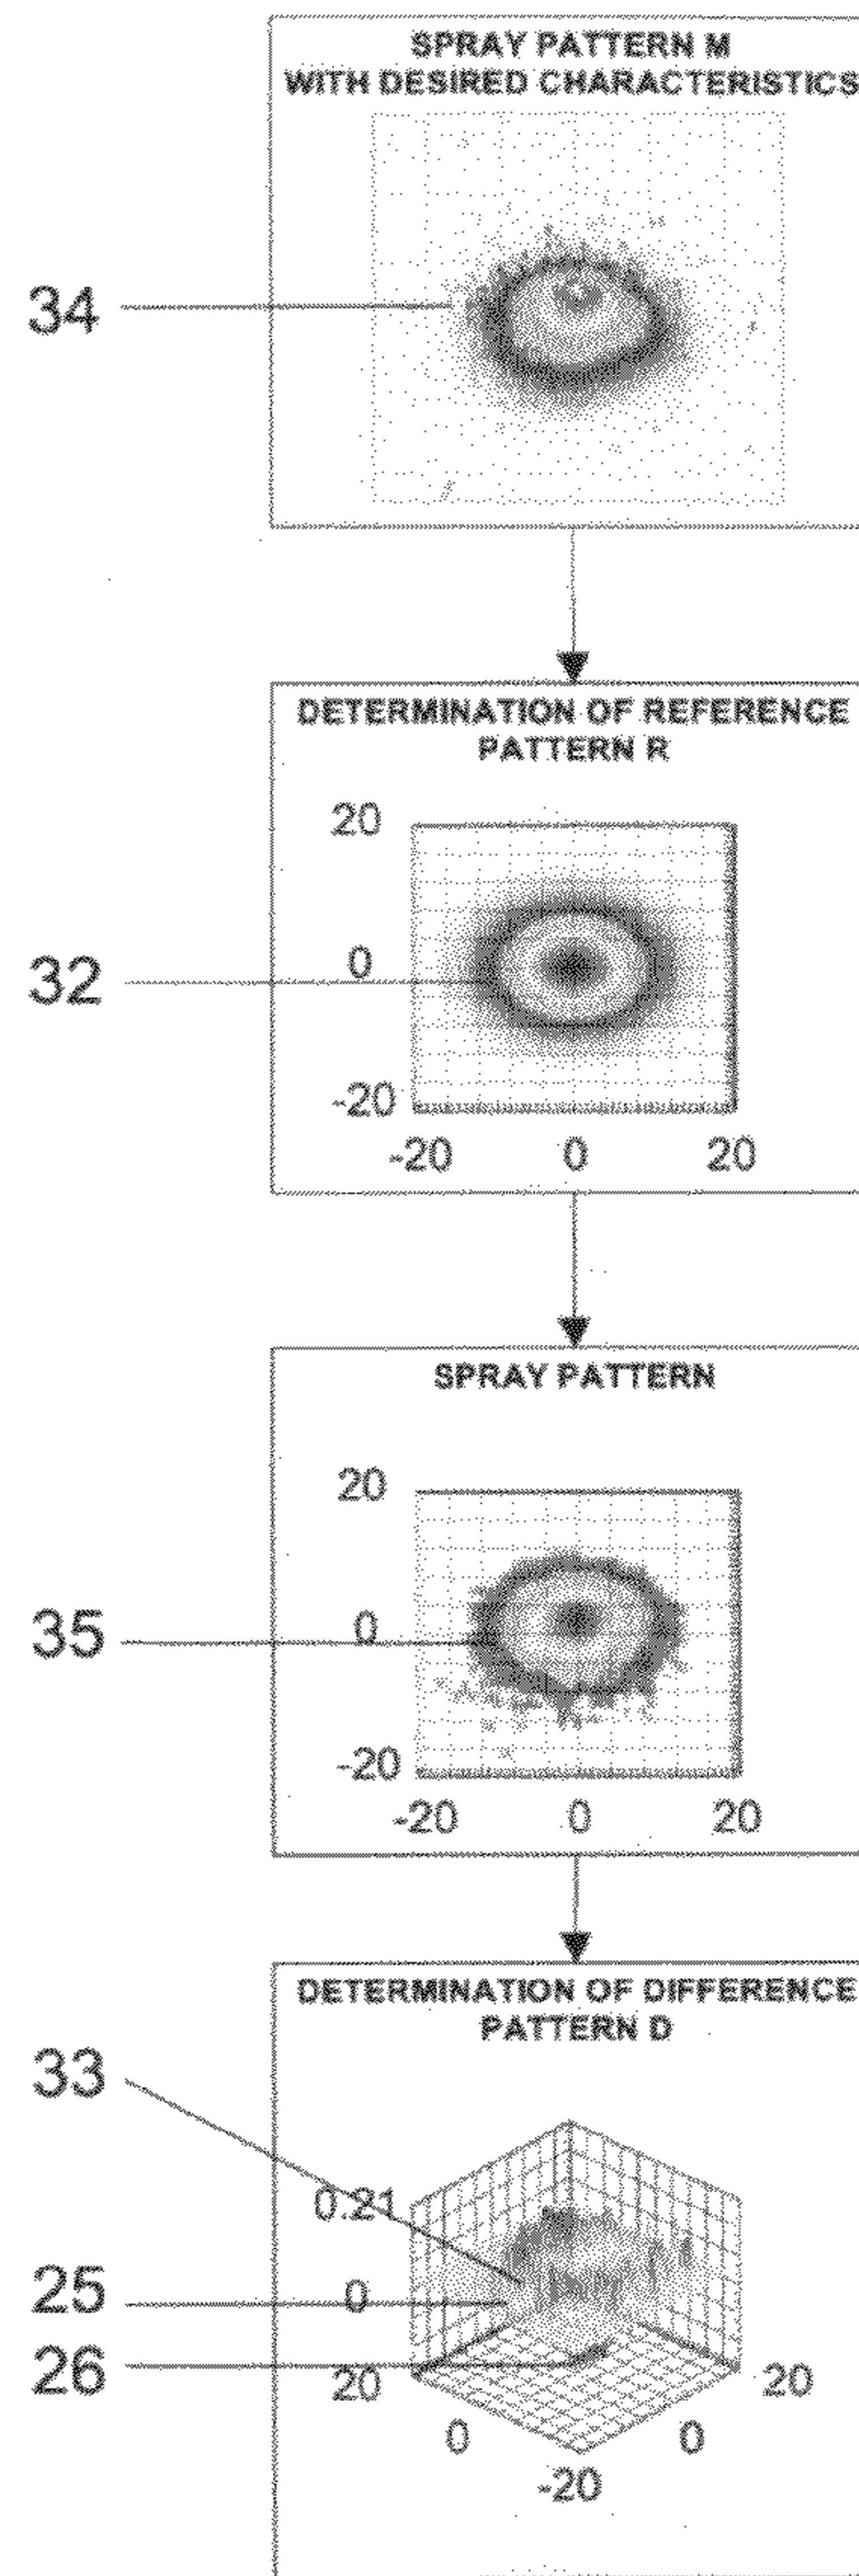 SPRAY PATTERN M
WITH DESIRED CHARACTERISTICS
34
DETERMINATION OF REFERENCE
PATTERN R
20
32
0
-20
-20 0 20
SPRAY PATTERN
20
35
0
-20
-20 0 20
DETERMINATION OF DIFFERENCE
PATTERN D
33
0.21
25
0
26
20
20
0
0
-20